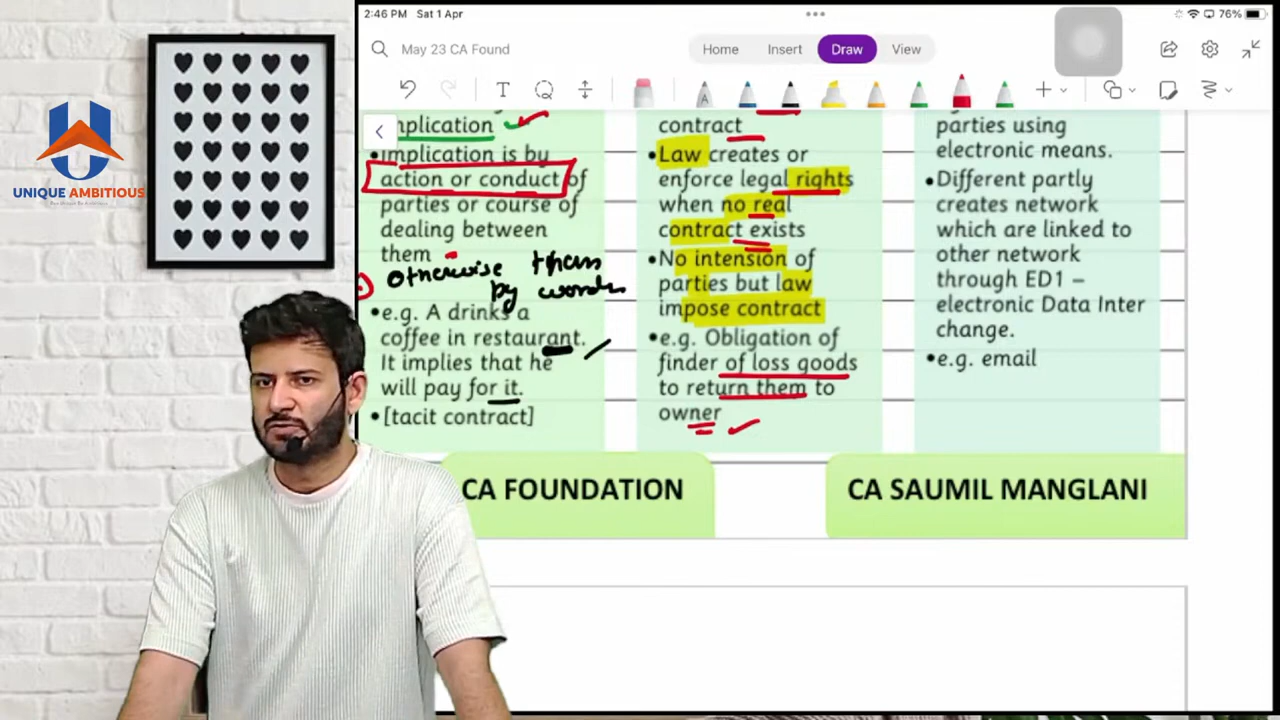 2:46 PM Sat 1 Apr
76%
May 23 CA Found
Home Insert Draw View
UNIQUE AMBITIOUS
mplication
•Implication is by
action or conduct of
parties or course of
dealing between
them
otherwise than
by words
•e.g. A drinks a
coffee in restaurant.
It implies that he
will pay for it.
•[tacit contract]
contract
•Law creates or
enforce legal rights
when no real
contract exists
•No intension of
parties but law
impose contract
•e.g. Obligation of
finder of loss goods
to return them to
owner
parties using
electronic means.
•Different partly
creates network
which are linked to
other network
through ED1 –
electronic Data Inter
change.
•e.g. email
CA FOUNDATION
CA SAUMIL MANGLANI